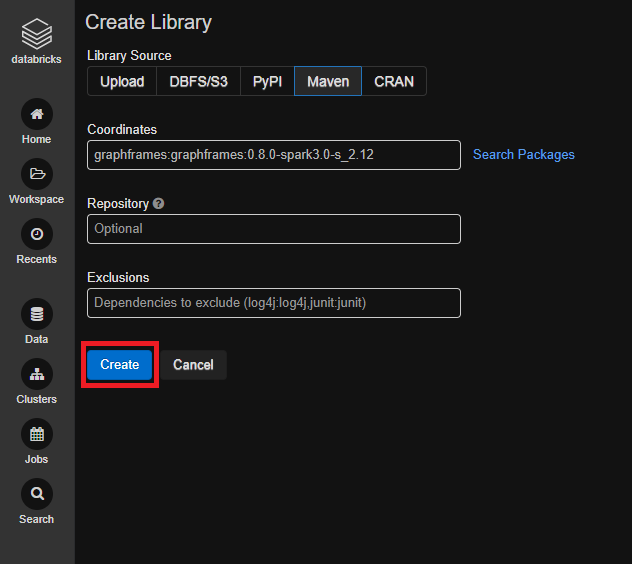 databricks
Home
Workspace
Recents
Data
Clusters
Jobs
Search
Create Library
Library Source
Upload DBFS/S3 PyPI Maven CRAN
Coordinates
graphframes:graphframes:0.8.0-spark3.0-s_2.12 Search Packages
Repository ?
Optional
Exclusions
Dependencies to exclude (log4j:log4j,junit:junit)
Create Cancel